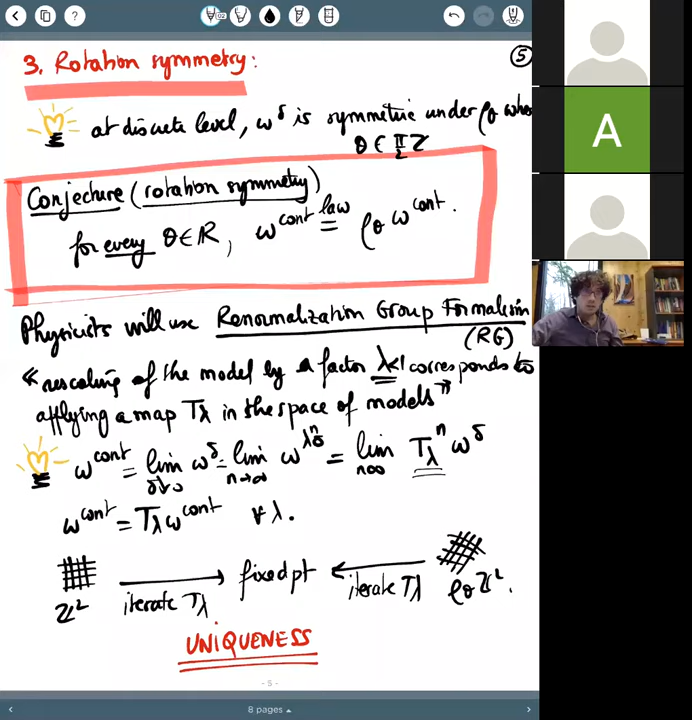 3. Rotation symmetry:
⑤
at discrete level, ω^δ is symmetric under ρ_θ when
θ ∈ π/2 ℤ
Conjecture (rotation symmetry)
for every θ ∈ ℝ, ω^cont =^law ρ_θ ω^cont.
Physicists will use Renormalization Group Formalism
(RG)
« rescaling of the model by a factor λ<1 corresponds to
applying a map T_λ in the space of models »
ω^cont = lim_{δ↓0} ω^δ = lim_{n→∞} ω^{λ^n δ} = lim_{n∞} T_λ^n ω^δ
ω^cont = T_λ ω^cont ∀ λ.
fixed pt
ℤ² iterate T_λ iterate T_λ ρ_θ ℤ².
UNIQUENESS
- 5 -
8 pages
A